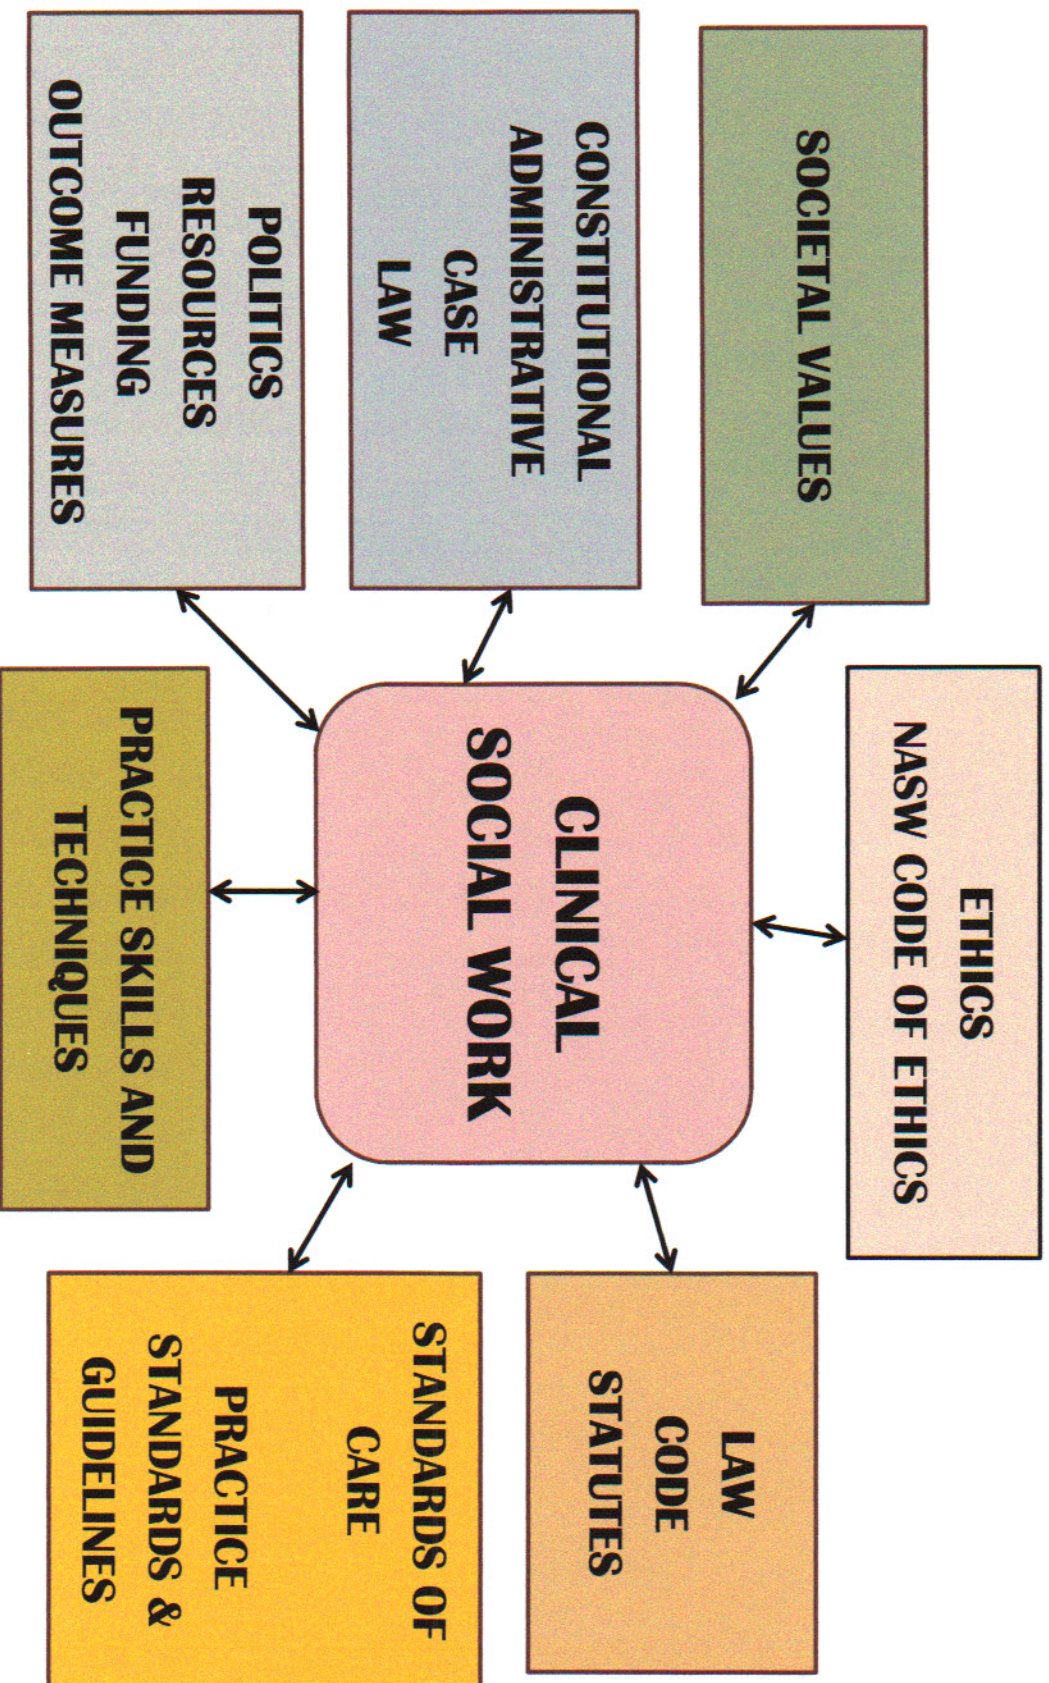 ETHICS
NASW CODE OF ETHICS
SOCIETAL VALUES
LAW
CODE
STATUTES
CONSTITUTIONAL
ADMINISTRATIVE
CASE
LAW
CLINICAL
SOCIAL WORK
STANDARDS OF
CARE
PRACTICE
STANDARDS &
GUIDELINES
POLITICS
RESOURCES
FUNDING
OUTCOME MEASURES
PRACTICE SKILLS AND
TECHNIQUES